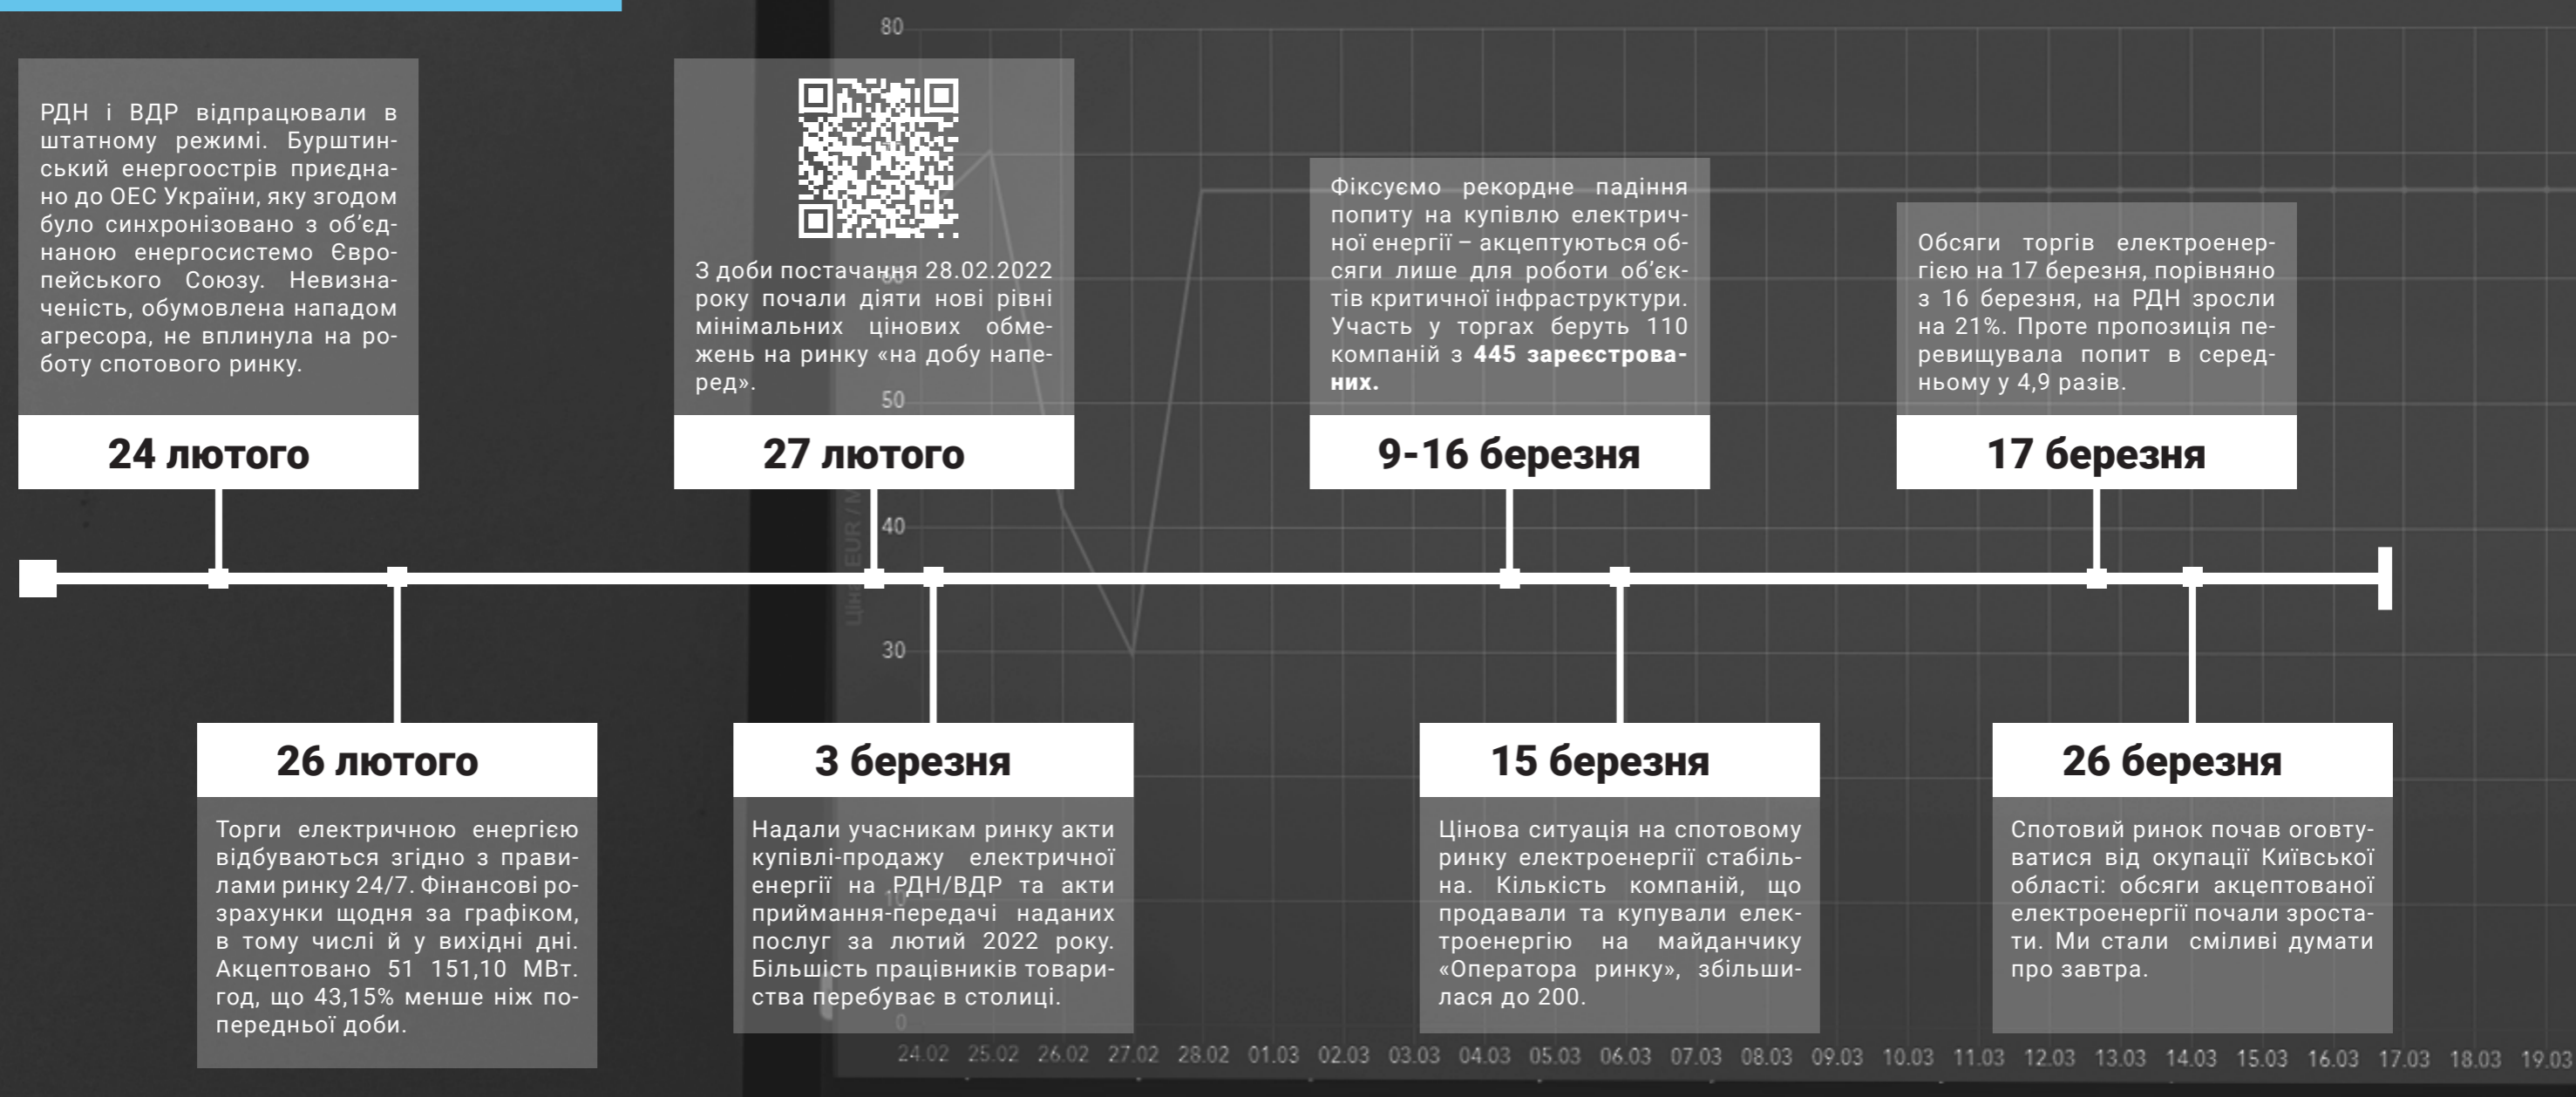 РДН і ВДР відпрацювали в
штатному режимі. Бурштин-
ський енергоострів приєдна-
но до ОЕС України, яку згодом
було синхронізовано з об’єд-
наною енергосистемо Євро-
пейського Союзу. Невизна-
ченість, обумовлена нападом
агресора, не вплинула на ро-
боту спотового ринку.
24 лютого
З доби постачання 28.02.2022
року почали діяти нові рівні
мінімальних цінових обме-
жень на ринку «на добу напе-
ред».
27 лютого
Фіксуємо рекордне падіння
попиту на купівлю електрич-
ної енергії – акцептуються об-
сяги лише для роботи об’єк-
тів критичної інфраструктури.
Участь у торгах беруть 110
компаній з 445 зареєстрова-
них.
9-16 березня
Обсяги торгів електроенер-
гією на 17 березня, порівняно
з 16 березня, на РДН зросли
на 21%. Проте пропозиція пе-
ревищувала попит в серед-
ньому у 4,9 разів.
17 березня
26 лютого
Торги електричною енергією
відбуваються згідно з прави-
лами ринку 24/7. Фінансові ро-
зрахунки щодня за графіком,
в тому числі й у вихідні дні.
Акцептовано 51 151,10 МВт.
год, що 43,15% менше ніж по-
передньої доби.
3 березня
Надали учасникам ринку акти
купівлі-продажу електричної
енергії на РДН/ВДР та акти
приймання-передачі наданих
послуг за лютий 2022 року.
Більшість працівників товари-
ства перебуває в столиці.
15 березня
Цінова ситуація на спотовому
ринку електроенергії стабіль-
на. Кількість компаній, що
продавали та купували елек-
троенергію на майданчику
«Оператора ринку», збільши-
лася до 200.
26 березня
Спотовий ринок почав оговту-
ватися від окупації Київської
області: обсяги акцептованої
електроенергії почали зроста-
ти. Ми стали сміливі думати
про завтра.
80
60
50
40
30
10
0
Ціна EUR / M
24.02 25.02 26.02 27.02 28.02 01.03 02.03 03.03 04.03 05.03 06.03 07.03 08.03 09.03 10.03 11.03 12.03 13.03 14.03 15.03 16.03 17.03 18.03 19.03